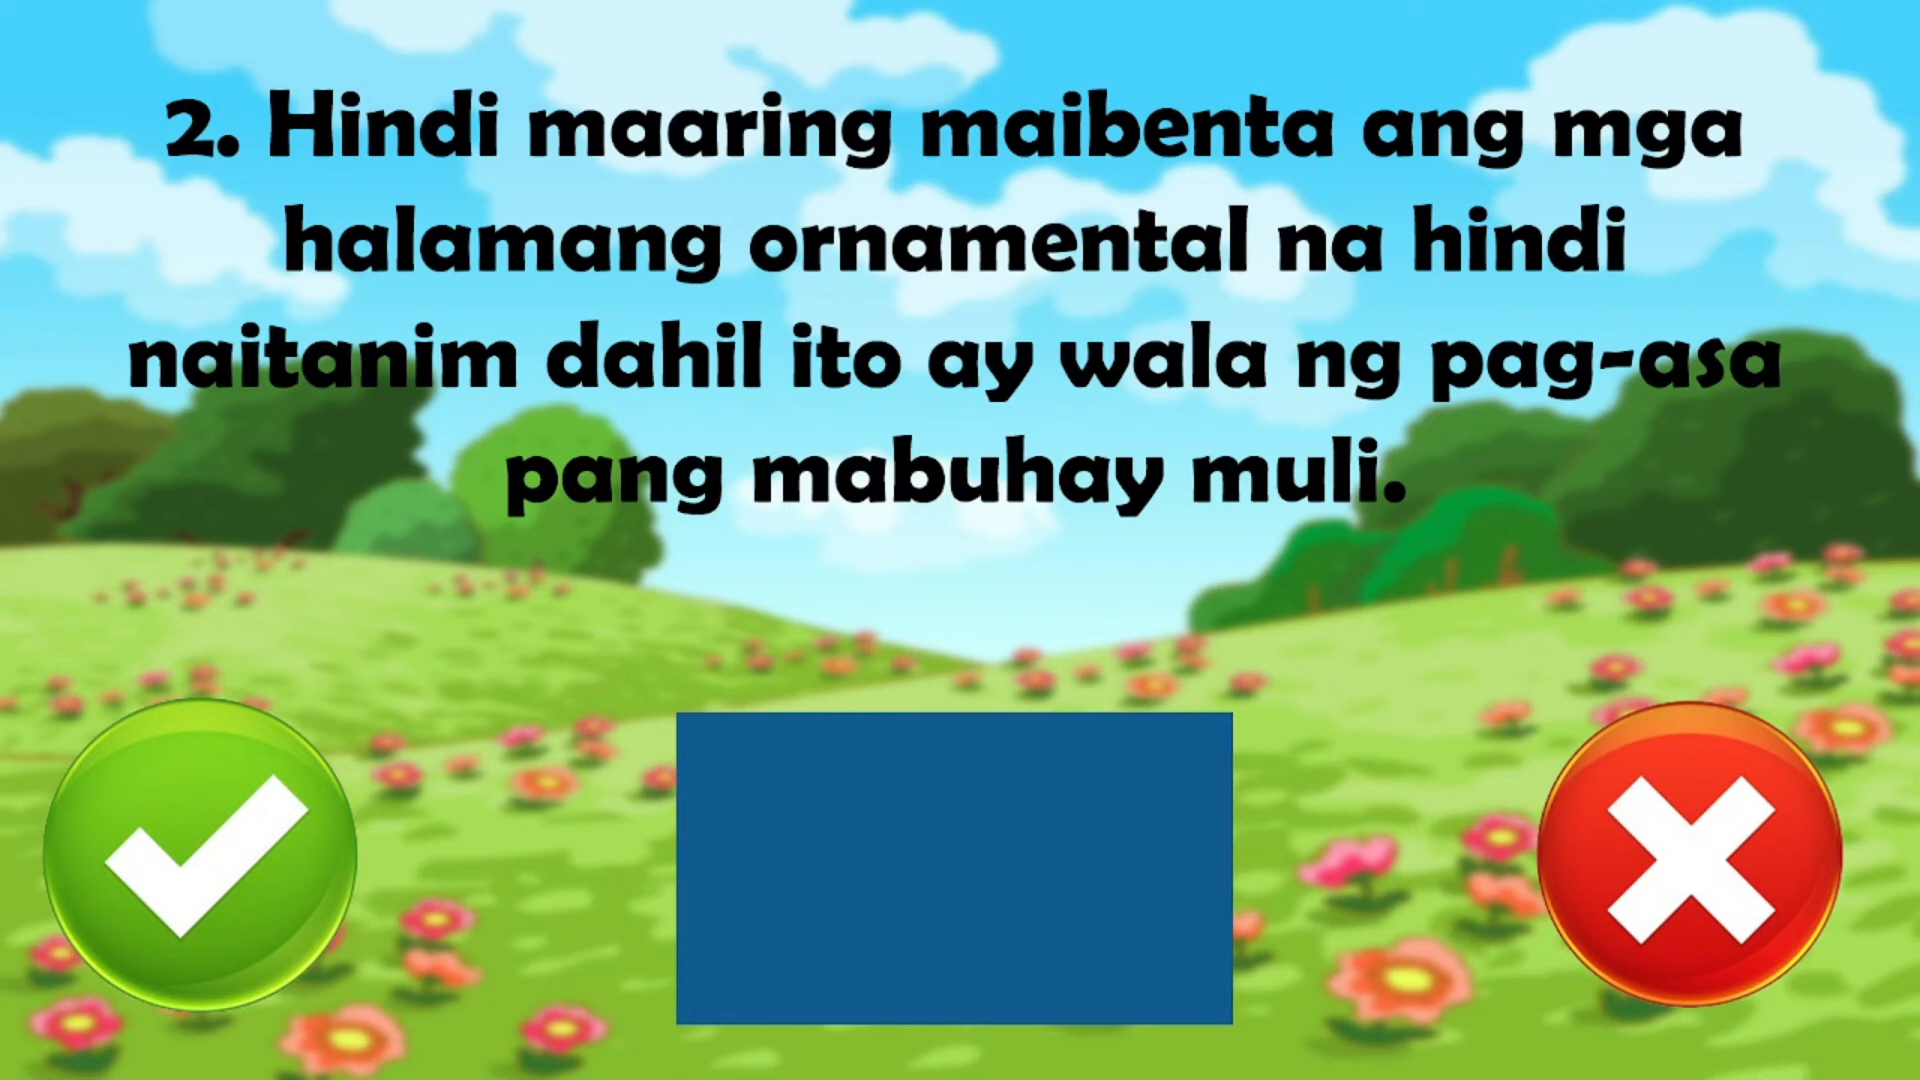 2. Hindi maaring maibenta ang mga
halamang ornamental na hindi
naitanim dahil ito ay wala ng pag-asa
pang mabuhay muli.